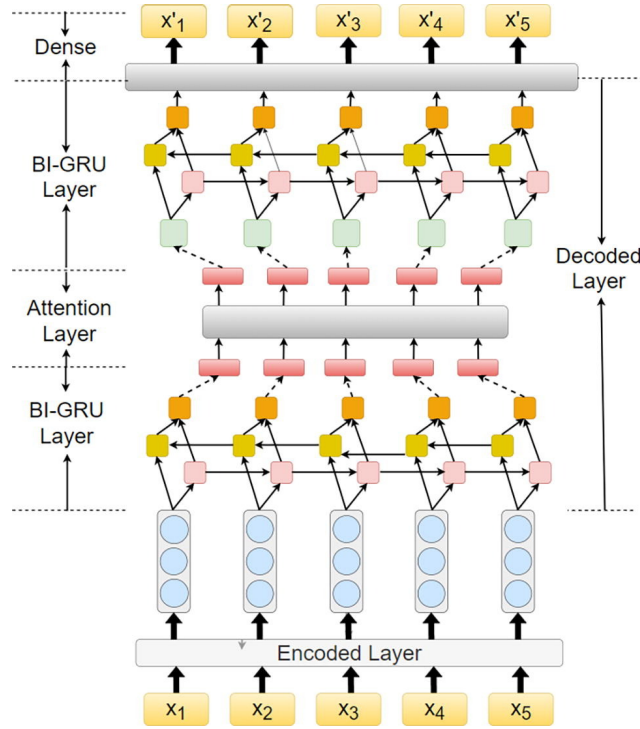 x'1 x'2 x'3 x'4 x'5
Dense
BI-GRU
Layer
Decoded
Layer
Attention
Layer
BI-GRU
Layer
Encoded Layer
x1 x2 x3 x4 x5